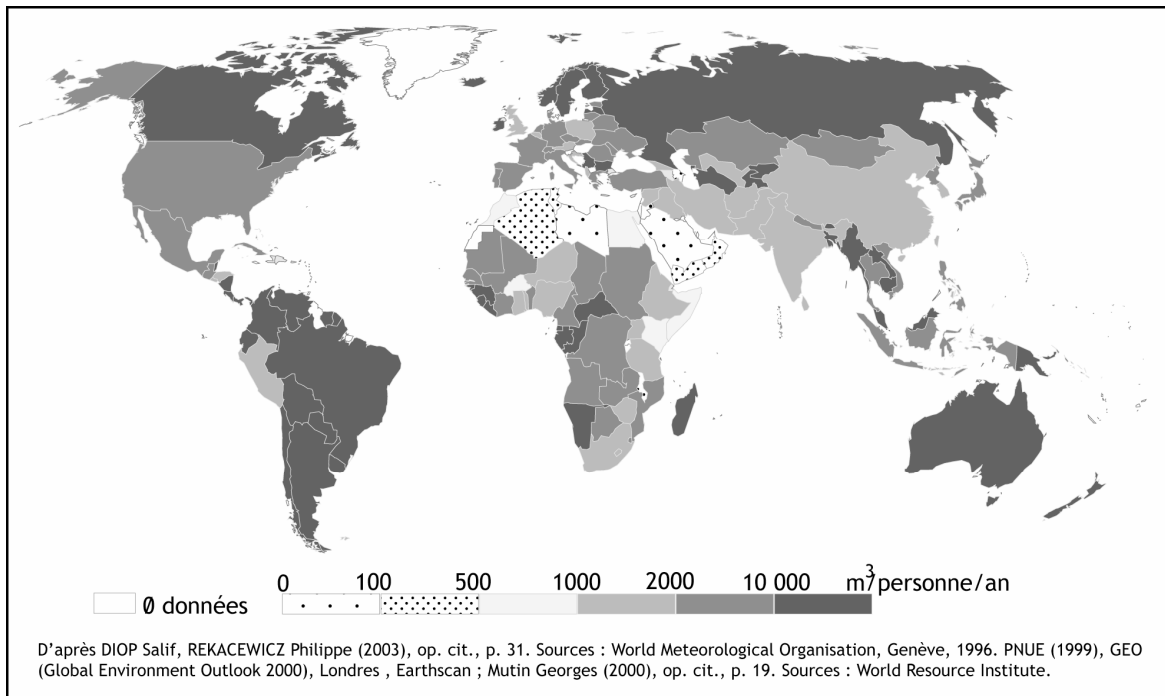 0 100 500 1000 2000 10 000 m³personne/an
0 données
D'après DIOP Salif, REKACEWICZ Philippe (2003), op. cit., p. 31. Sources : World Meteorological Organisation, Genève, 1996. PNUE (1999), GEO
(Global Environment Outlook 2000), Londres , Earthscan ; Mutin Georges (2000), op. cit., p. 19. Sources : World Resource Institute.